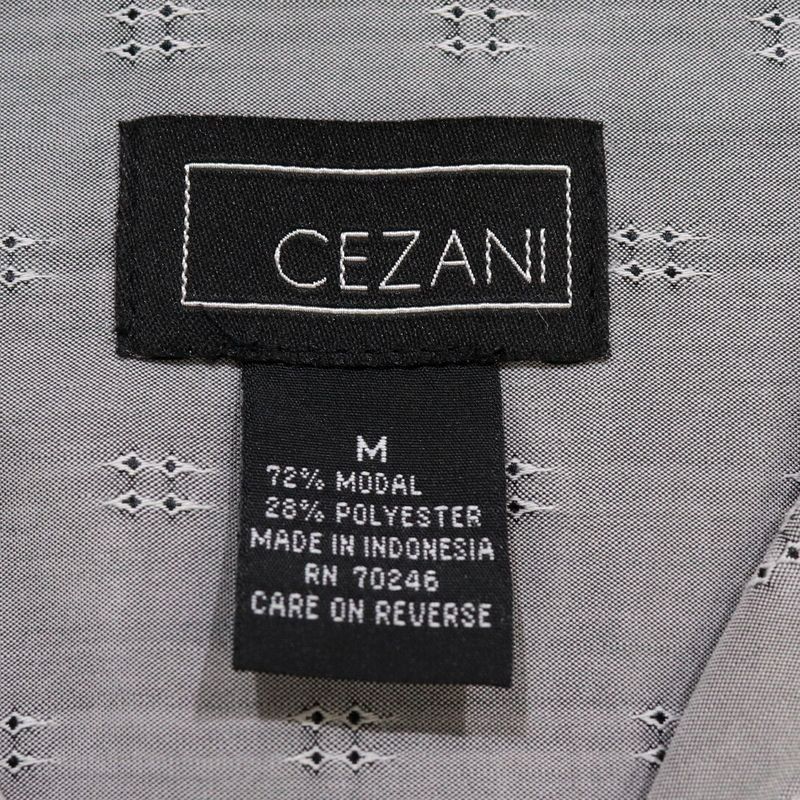 CEZANI
M
72% MODAL
28% POLYESTER
MADE IN INDONESIA
RN 70246
CARE ON REVERSE